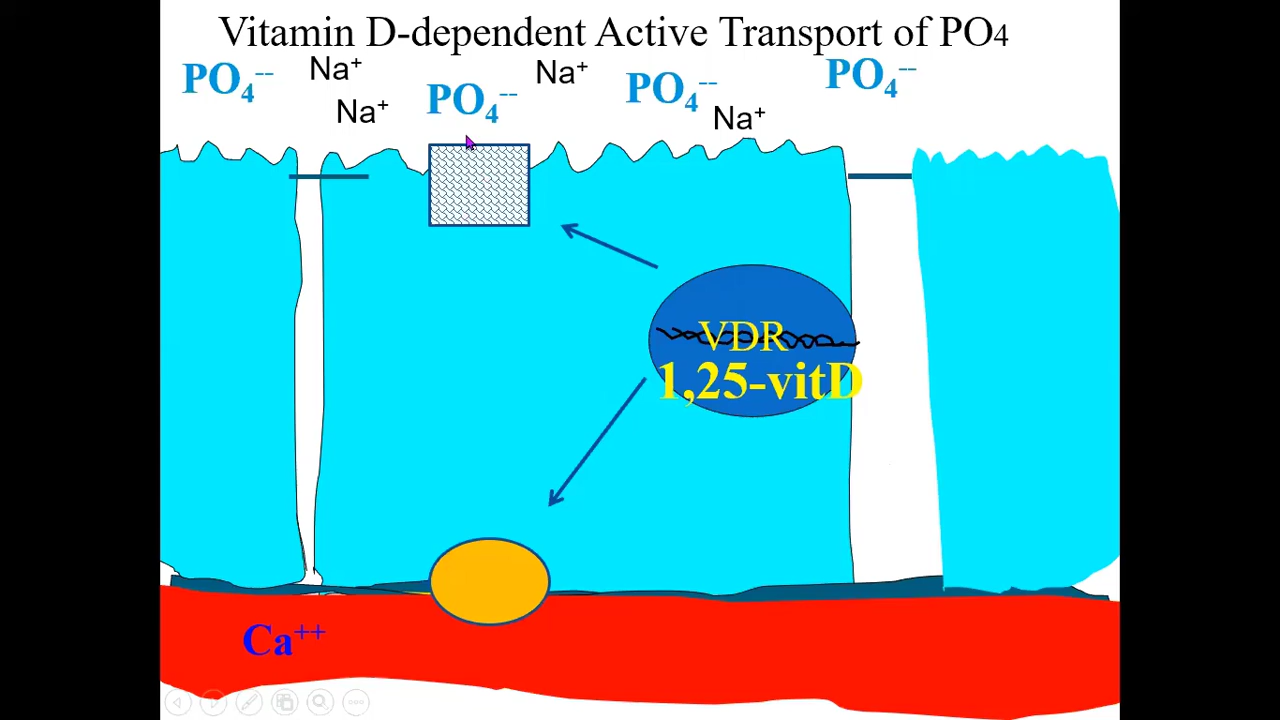 Vitamin D-dependent Active Transport of PO4
PO₄⁻⁻ Na⁺ Na⁺ PO₄⁻⁻ Na⁺ PO₄⁻⁻ Na⁺ PO₄⁻⁻
VDR
1,25-vitD
Ca⁺⁺